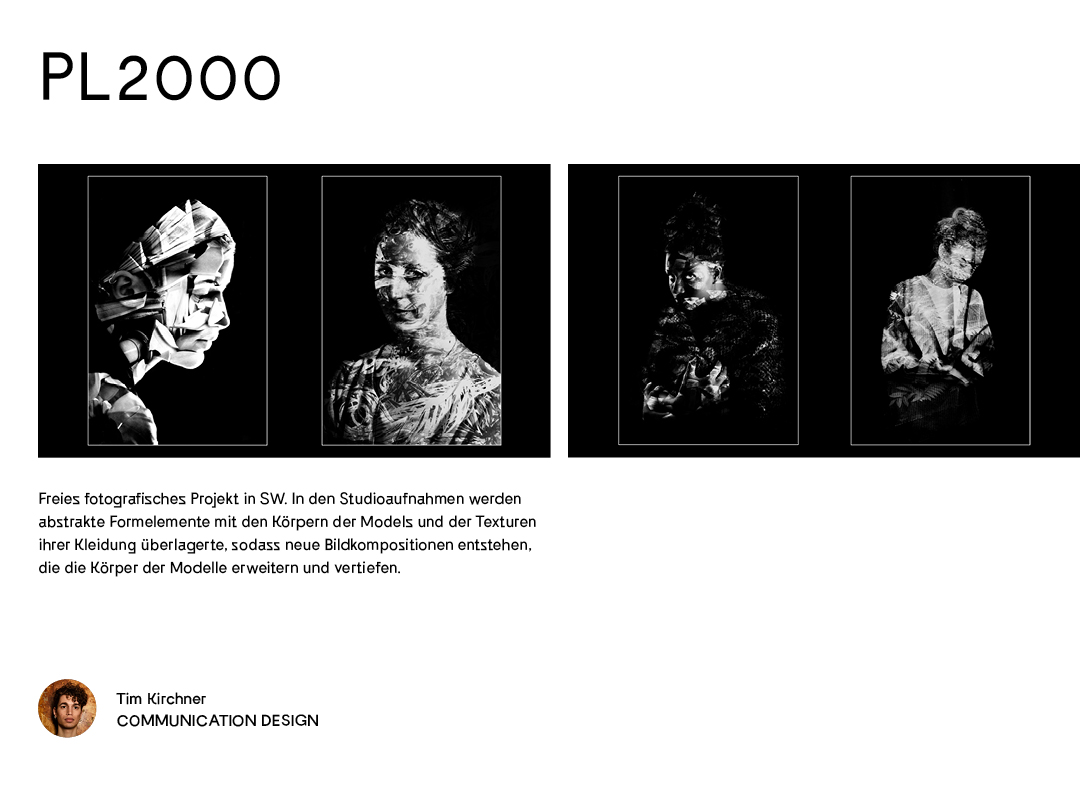 PL2000
Freies fotografisches Projekt in SW. In den Studioaufnahmen werden
abstrakte Formelemente mit den Körpern der Models und der Texturen
ihrer Kleidung überlagerte, sodass neue Bildkompositionen entstehen,
die die Körper der Modelle erweitern und vertiefen.
Tim Kirchner
COMMUNICATION DESIGN